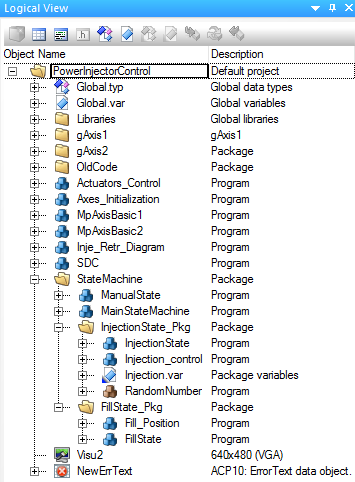 Logical View
.h
Object Name Description
PowerInjectorControl Default project
Global.typ Global data types
Global.var Global variables
Libraries Global libraries
gAxis1 gAxis1
gAxis2 Package
OldCode Package
Actuators_Control Program
Axes_Initialization Program
MpAxisBasic1 Program
MpAxisBasic2 Program
Inje_Retr_Diagram Program
SDC Program
StateMachine Package
ManualState Program
MainStateMachine Program
InjectionState_Pkg Package
InjectionState Program
Injection_control Program
Injection.var Package variables
RandomNumber Program
FillState_Pkg Package
Fill_Position Program
FillState Program
Visu2 640x480 (VGA)
NewErrText ACP10: ErrorText data object.